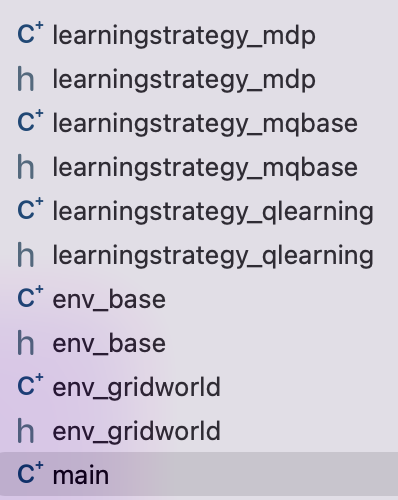 C+ learningstrategy_mdp
h learningstrategy_mdp
C+ learningstrategy_mqbase
h learningstrategy_mqbase
C+ learningstrategy_qlearning
h learningstrategy_qlearning
C+ env_base
h env_base
C+ env_gridworld
h env_gridworld
C+ main